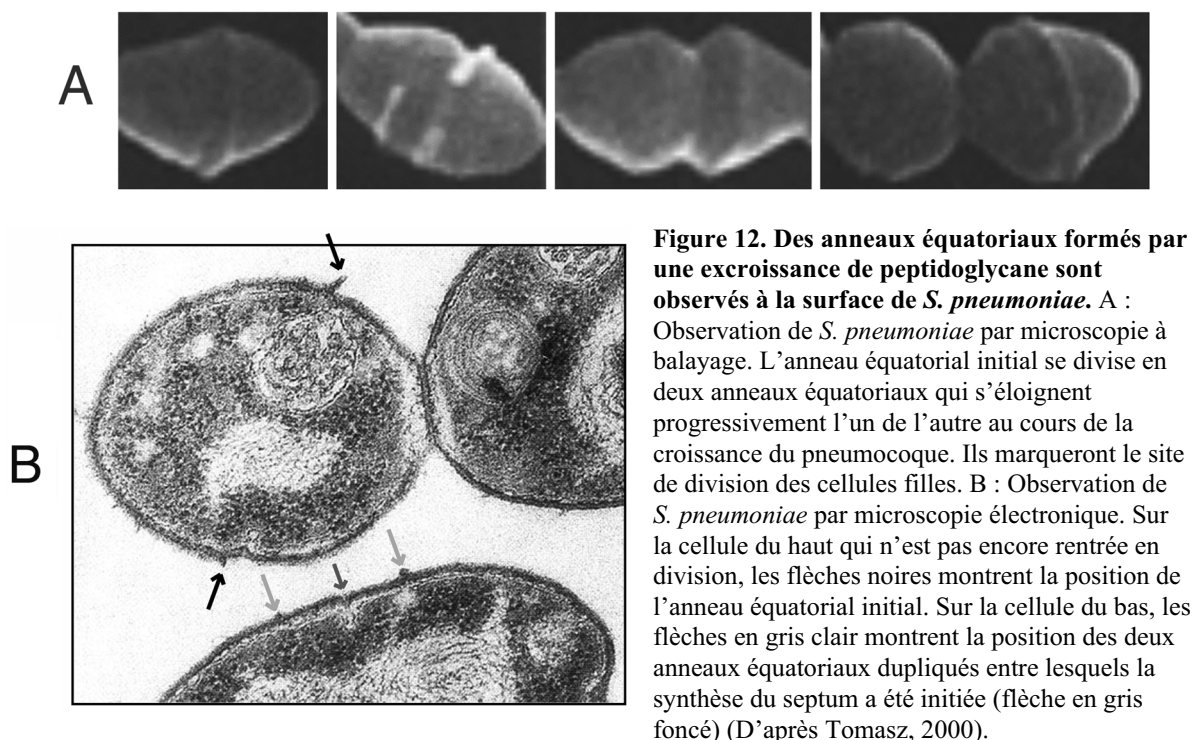 A
B
Figure 12. Des anneaux équatoriaux formés par
une excroissance de peptidoglycane sont
observés à la surface de S. pneumoniae. A :
Observation de S. pneumoniae par microscopie à
balayage. L’anneau équatorial initial se divise en
deux anneaux équatoriaux qui s’éloignent
progressivement l’un de l’autre au cours de la
croissance du pneumocoque. Ils marqueront le site
de division des cellules filles. B : Observation de
S. pneumoniae par microscopie électronique. Sur
la cellule du haut qui n’est pas encore rentrée en
division, les flèches noires montrent la position de
l’anneau équatorial initial. Sur la cellule du bas, les
flèches en gris clair montrent la position des deux
anneaux équatoriaux dupliqués entre lesquels la
synthèse du septum a été initiée (flèche en gris
foncé) (D’après Tomasz, 2000).